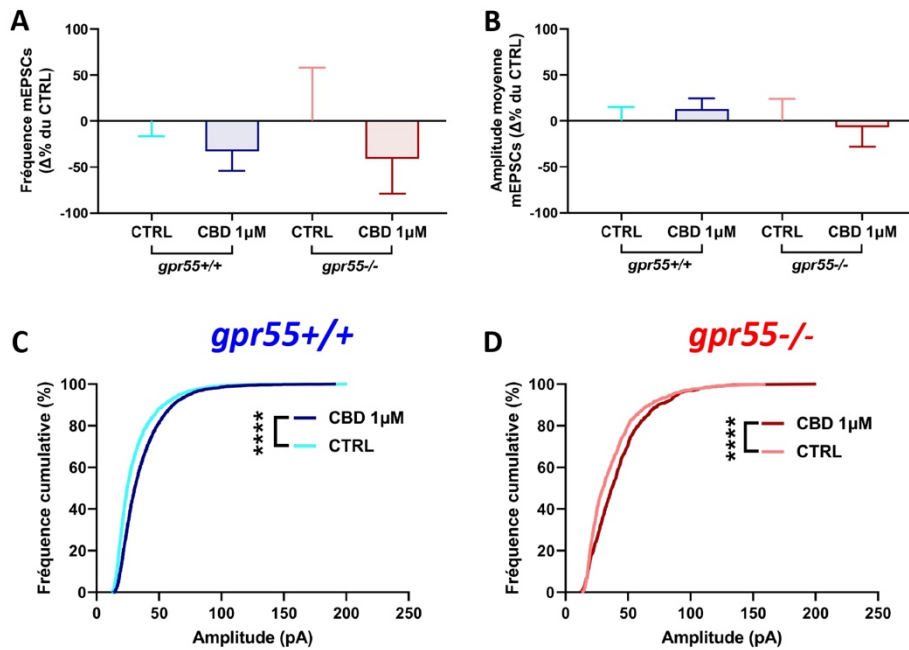 A
Fréquence mEPSCs
(Δ% du CTRL)
100
50
0
-50
-100
CTRL
CBD 1µM
CTRL
CBD 1µM
gpr55+/+
gpr55-/-
B
Amplitude moyenne
mEPSCs (Δ% du CTRL)
100
50
0
-50
-100
CTRL
CBD 1µM
CTRL
CBD 1µM
gpr55+/+
gpr55-/-
C
gpr55+/+
Fréquence cumulative (%)
100
80
60
40
20
0
0
50
100
150
200
250
Amplitude (pA)
****
CBD 1µM
CTRL
D
gpr55-/-
Fréquence cumulative (%)
100
80
60
40
20
0
0
50
100
150
200
250
Amplitude (pA)
****
CBD 1µM
CTRL